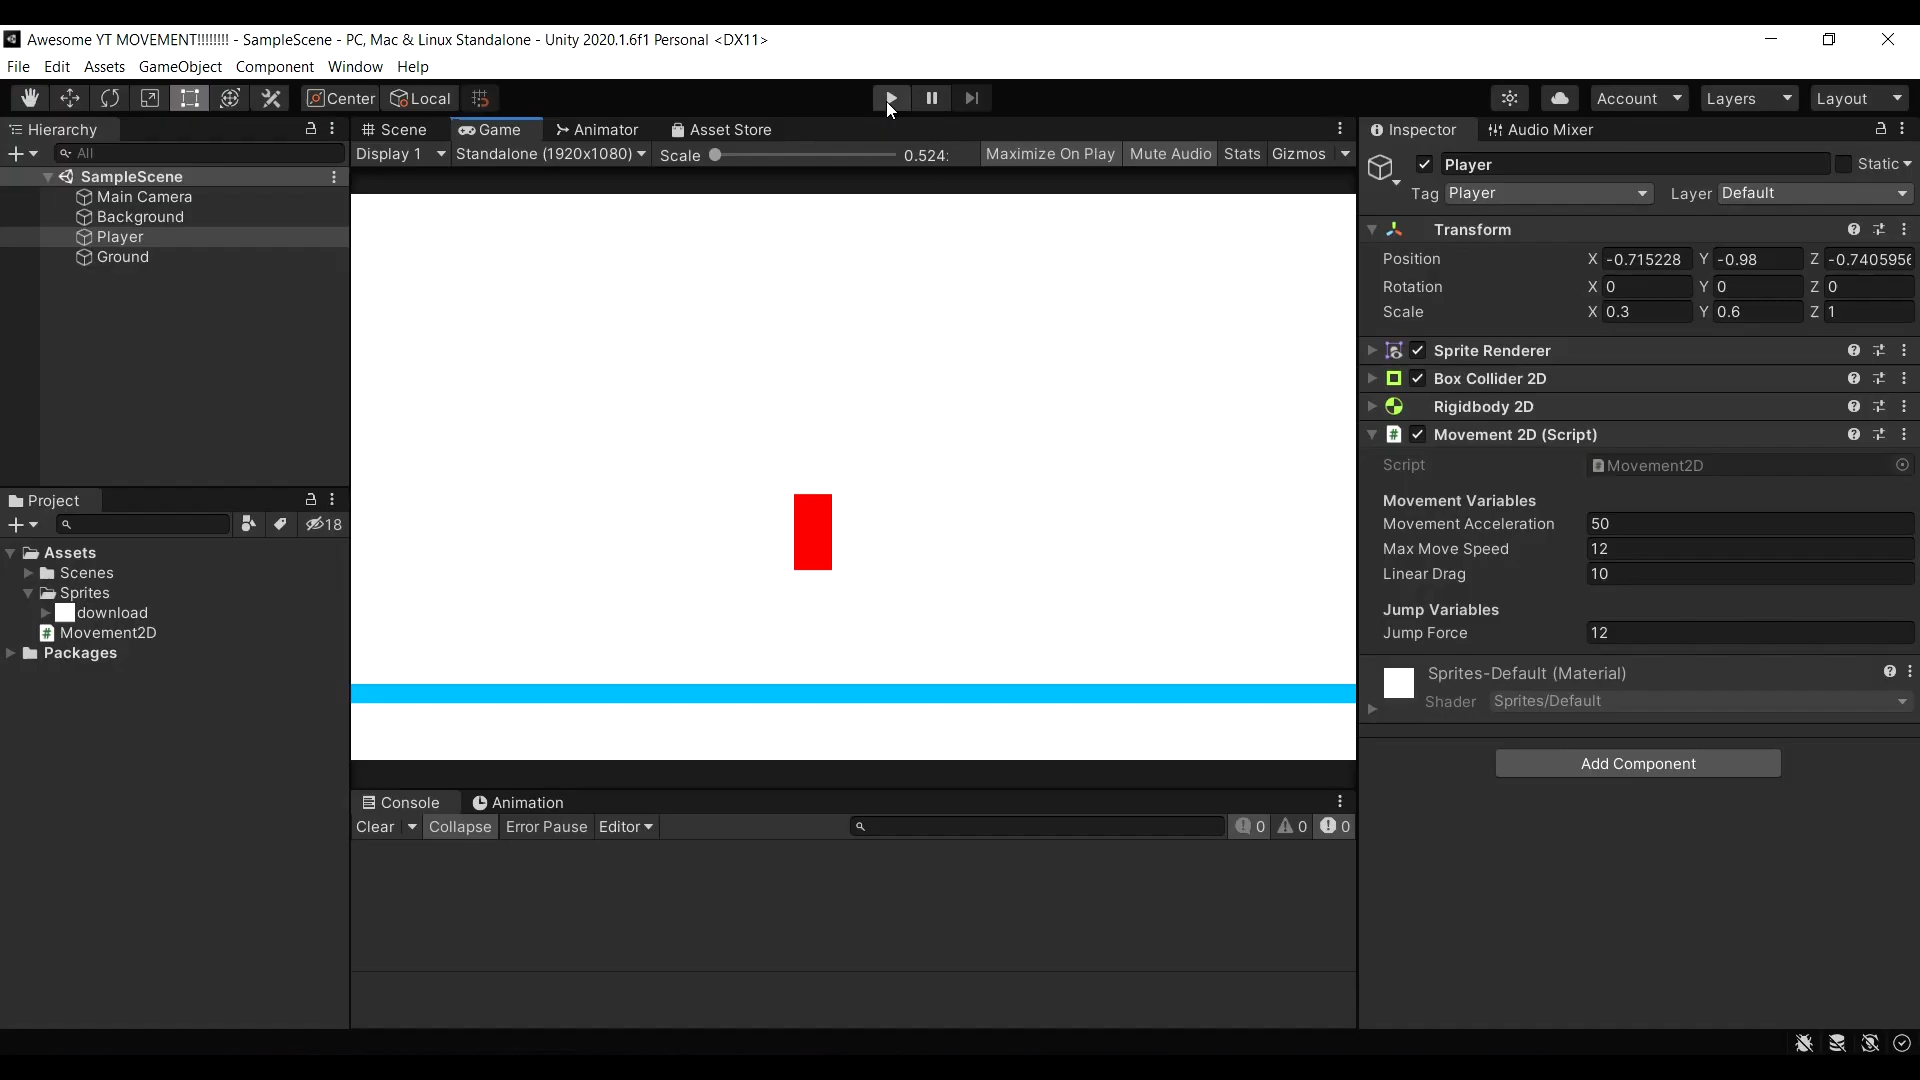 Awesome YT MOVEMENT!!!!!!!! - SampleScene - PC, Mac & Linux Standalone - Unity 2020.1.6f1 Personal <DX11>
File Edit Assets GameObject Component Window Help
Center Local Account Layers Layout
Hierarchy
All
SampleScene
Main Camera
Background
Player
Ground
Project
18
Assets
Scenes
Sprites
download
Movement2D
Packages
Scene Game Animator Asset Store
Display 1 Standalone (1920x1080) Scale 0.524: Maximize On Play Mute Audio Stats Gizmos
Console Animation
Clear Collapse Error Pause Editor 0 0 0
Inspector Audio Mixer
Player Static
Tag Player Layer Default
Transform
Position X -0.715228 Y -0.98 Z -0.7405956
Rotation X 0 Y 0 Z 0
Scale X 0.3 Y 0.6 Z 1
Sprite Renderer
Box Collider 2D
Rigidbody 2D
# Movement 2D (Script)
Script Movement2D
Movement Variables
Movement Acceleration 50
Max Move Speed 12
Linear Drag 10
Jump Variables
Jump Force 12
Sprites-Default (Material)
Shader Sprites/Default
Add Component